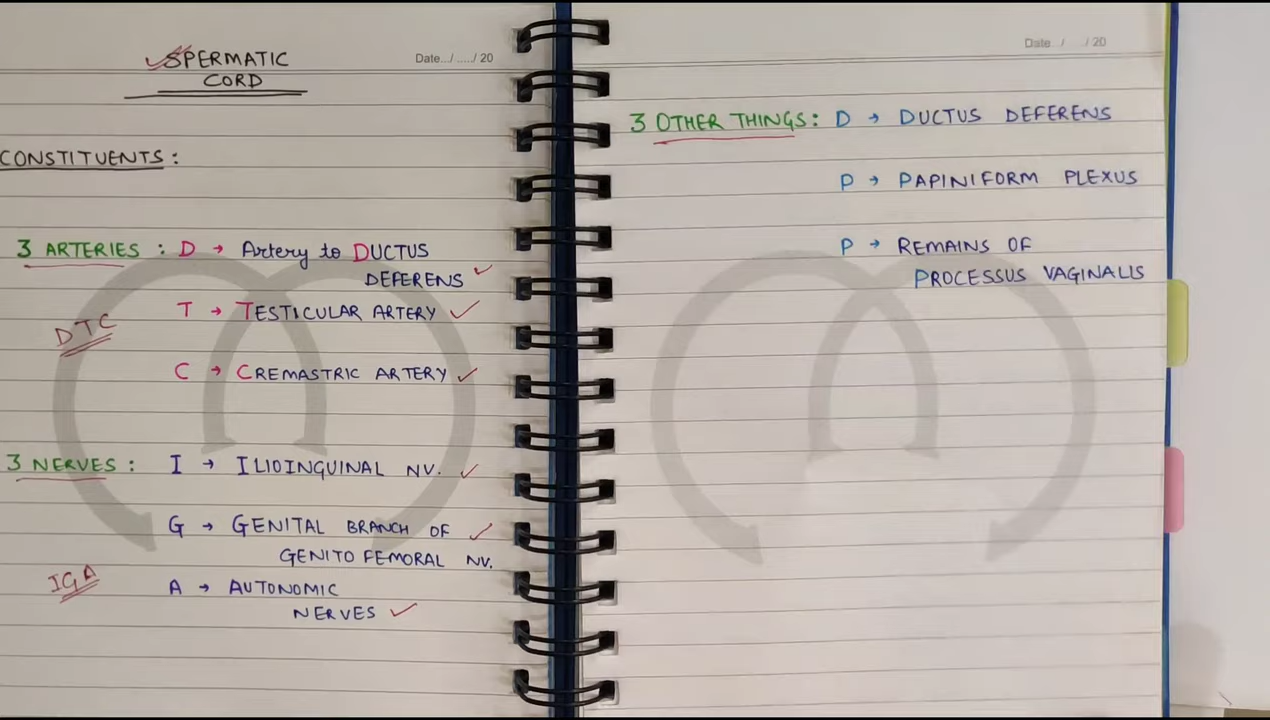 SPERMATIC
CORD
Date.../ ...../ 20
CONSTITUENTS:
3 ARTERIES : D → Artery to DUCTUS
DEFERENS
T → TESTICULAR ARTERY
DTC
C → CREMASTRIC ARTERY
3 NERVES : I → ILIOINGUINAL NV.
G → GENITAL BRANCH OF
GENITO FEMORAL NV.
IGA
A → AUTONOMIC
NERVES
Date.../ ...../ 20
3 OTHER THINGS: D → DUCTUS DEFERENS
P → PAPINIFORM PLEXUS
P → REMAINS OF
PROCESSUS VAGINALIS